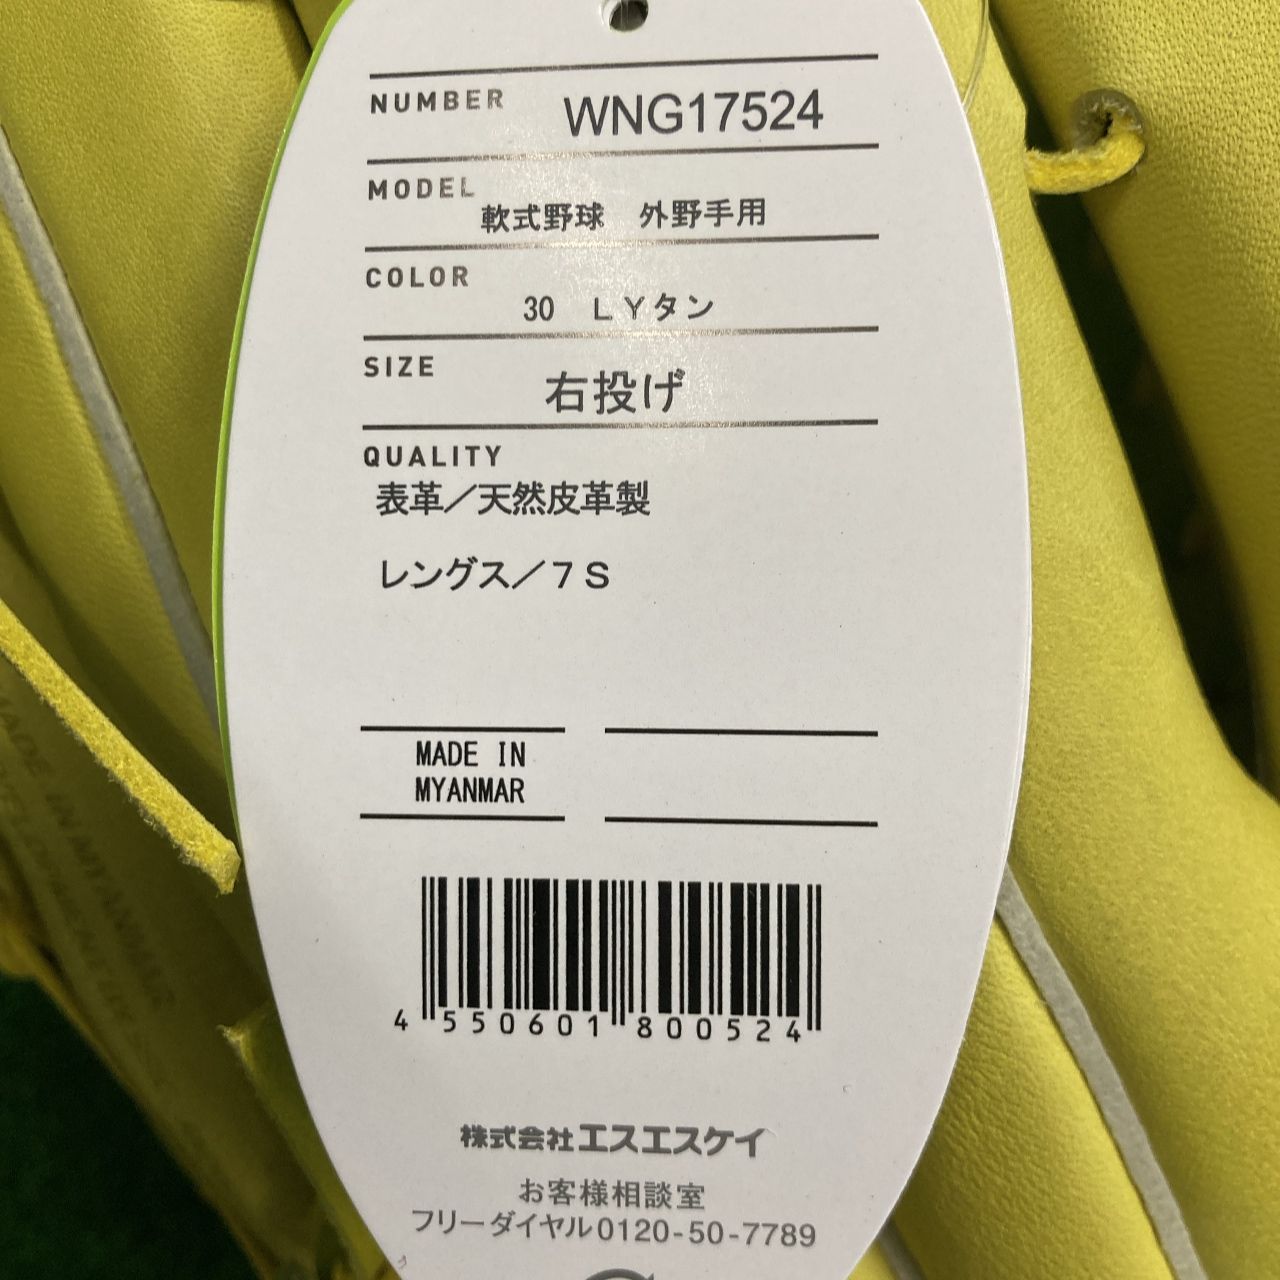 NUMBER WNG17524
MODEL
軟式野球 外野手用
COLOR
30 LYタン
SIZE
右投げ
QUALITY
表革/天然皮革製
レングス/7S
MADE IN
MYANMAR
4 550601 800524
株式会社エスエスケイ
お客様相談室
フリーダイヤル0120-50-7789
MADE IN MYANMAR